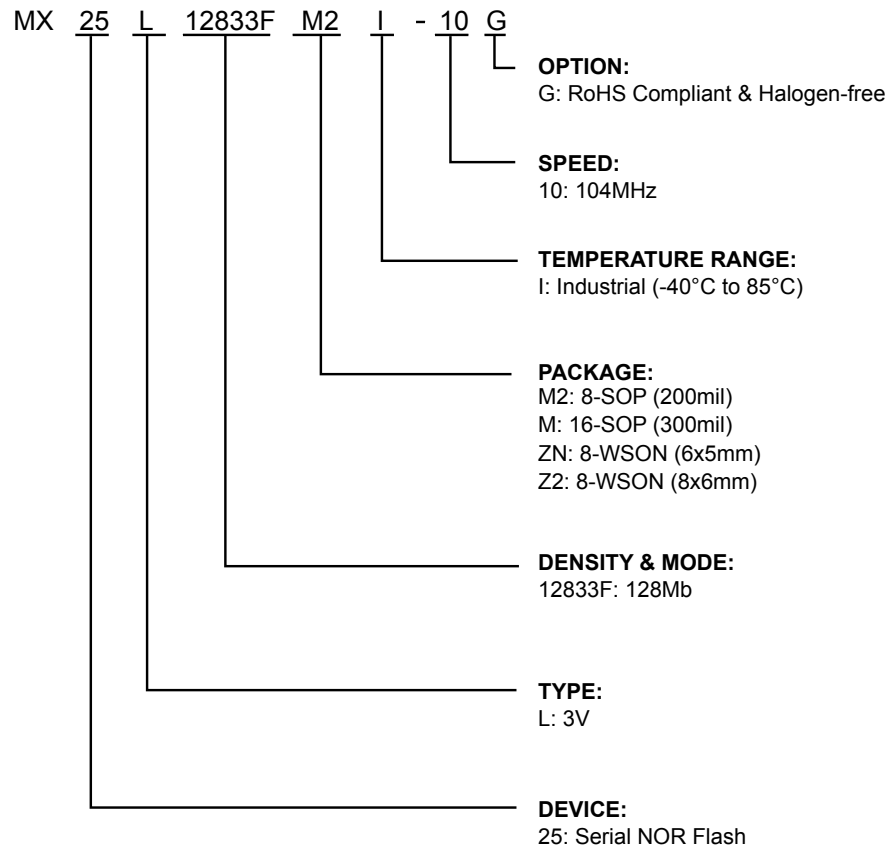 MX 25 L 12833F M2 I - 10 G
OPTION:
G: RoHS Compliant & Halogen-free
SPEED:
10: 104MHz
TEMPERATURE RANGE:
I: Industrial (-40°C to 85°C)
PACKAGE:
M2: 8-SOP (200mil)
M: 16-SOP (300mil)
ZN: 8-WSON (6x5mm)
Z2: 8-WSON (8x6mm)
DENSITY & MODE:
12833F: 128Mb
TYPE:
L: 3V
DEVICE:
25: Serial NOR Flash